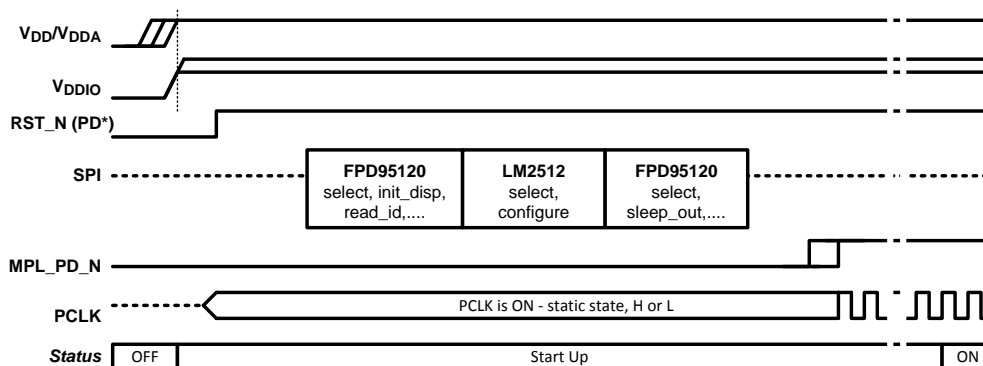 VDD/VDDA
VDDIO
RST_N (PD*)
SPI
FPD95120
select, init_disp,
read_id,....
LM2512
select,
configure
FPD95120
select,
sleep_out,....
MPL_PD_N
PCLK
PCLK is ON - static state, H or L
Status
OFF
Start Up
ON